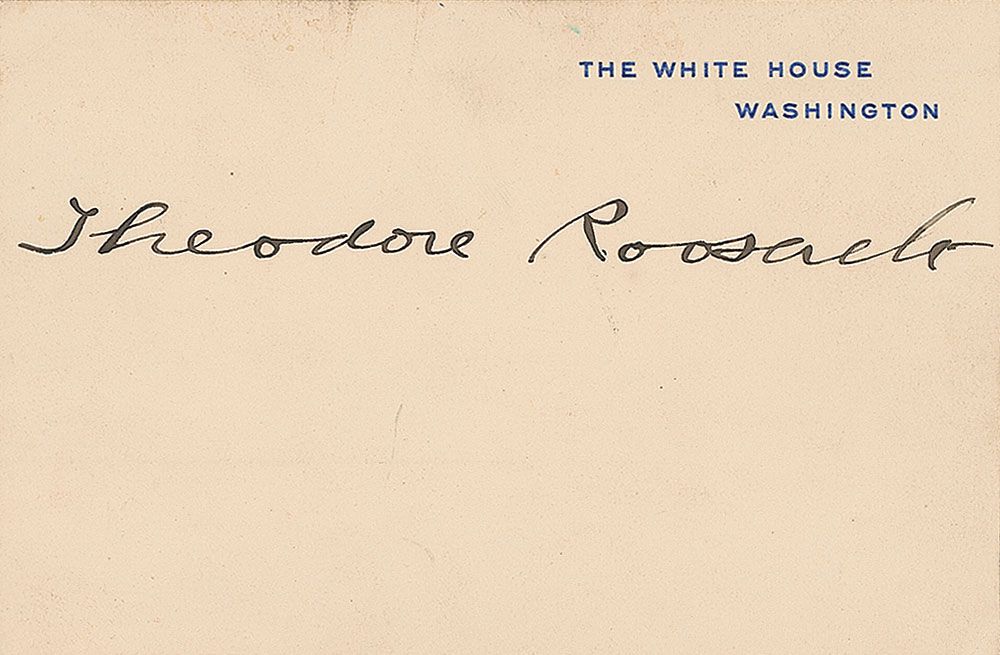 THE WHITE HOUSE
WASHINGTON
Theodore Roosevelt